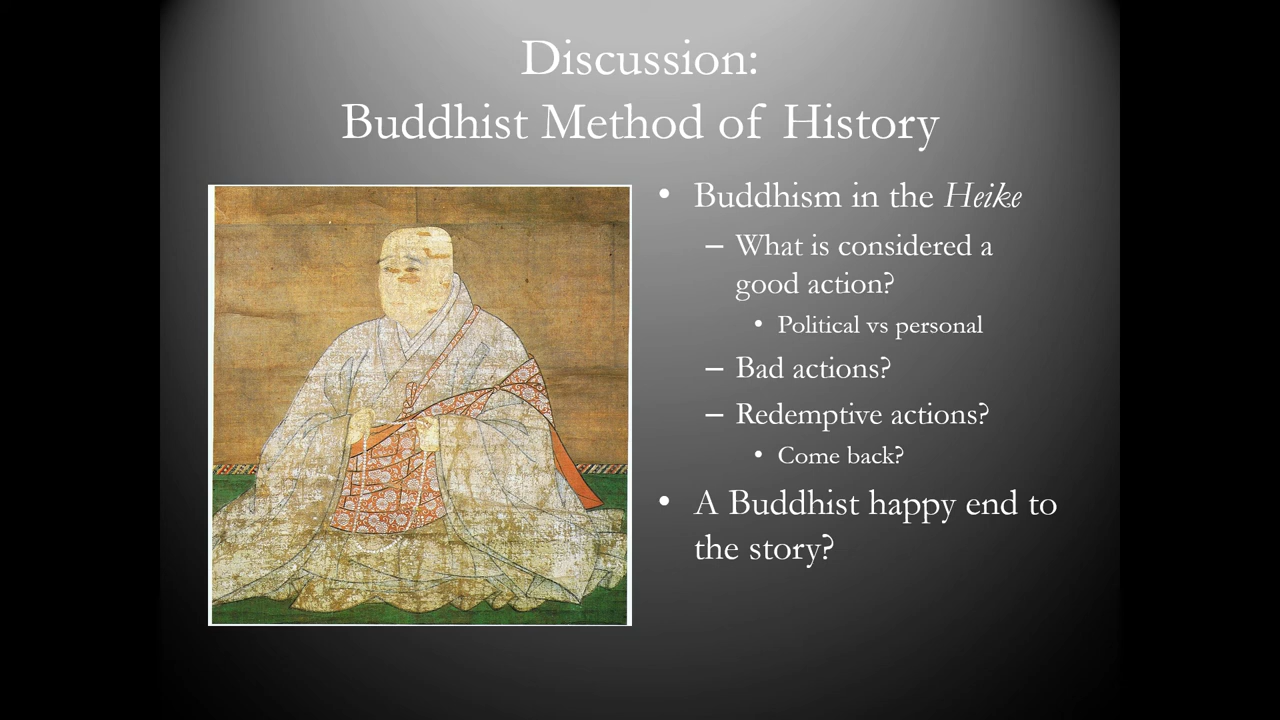 Discussion:
Buddhist Method of History
• Buddhism in the Heike
– What is considered a
good action?
• Political vs personal
– Bad actions?
– Redemptive actions?
• Come back?
• A Buddhist happy end to
the story?